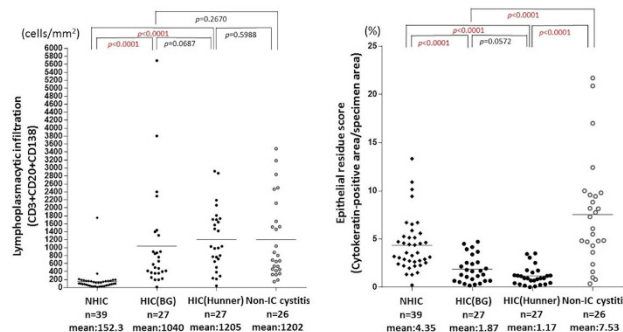 p=0.2670
(cells/mm²)
p<0.0001
p<0.0001
p=0.0687
p=0.5988
6000
5800
5600
5400
5200
5000
4800
4600
4400
4200
4000
3800
3600
3400
3200
3000
2800
2600
2400
2200
2000
1800
1600
1400
1200
1000
800
600
400
200
0
Lymphoplasmacytic infiltration
(CD3+CD20+CD138)
NHIC
HIC(BG)
HIC(Hunner)
Non-IC cystitis
n=39
n=27
n=27
n=26
mean:152.3
mean:1040
mean:1205
mean:1202
p<0.0001
(%)
p<0.0001
p<0.0001
p=0.0572
p<0.0001
25
20
15
10
5
0
Epithelial residue score
(Cytokeratin-positive area/specimen area)
NHIC
HIC(BG)
HIC(Hunner)
Non-IC cystitis
n=39
n=27
n=27
n=26
mean:4.35
mean:1.87
mean:1.17
mean=7.53